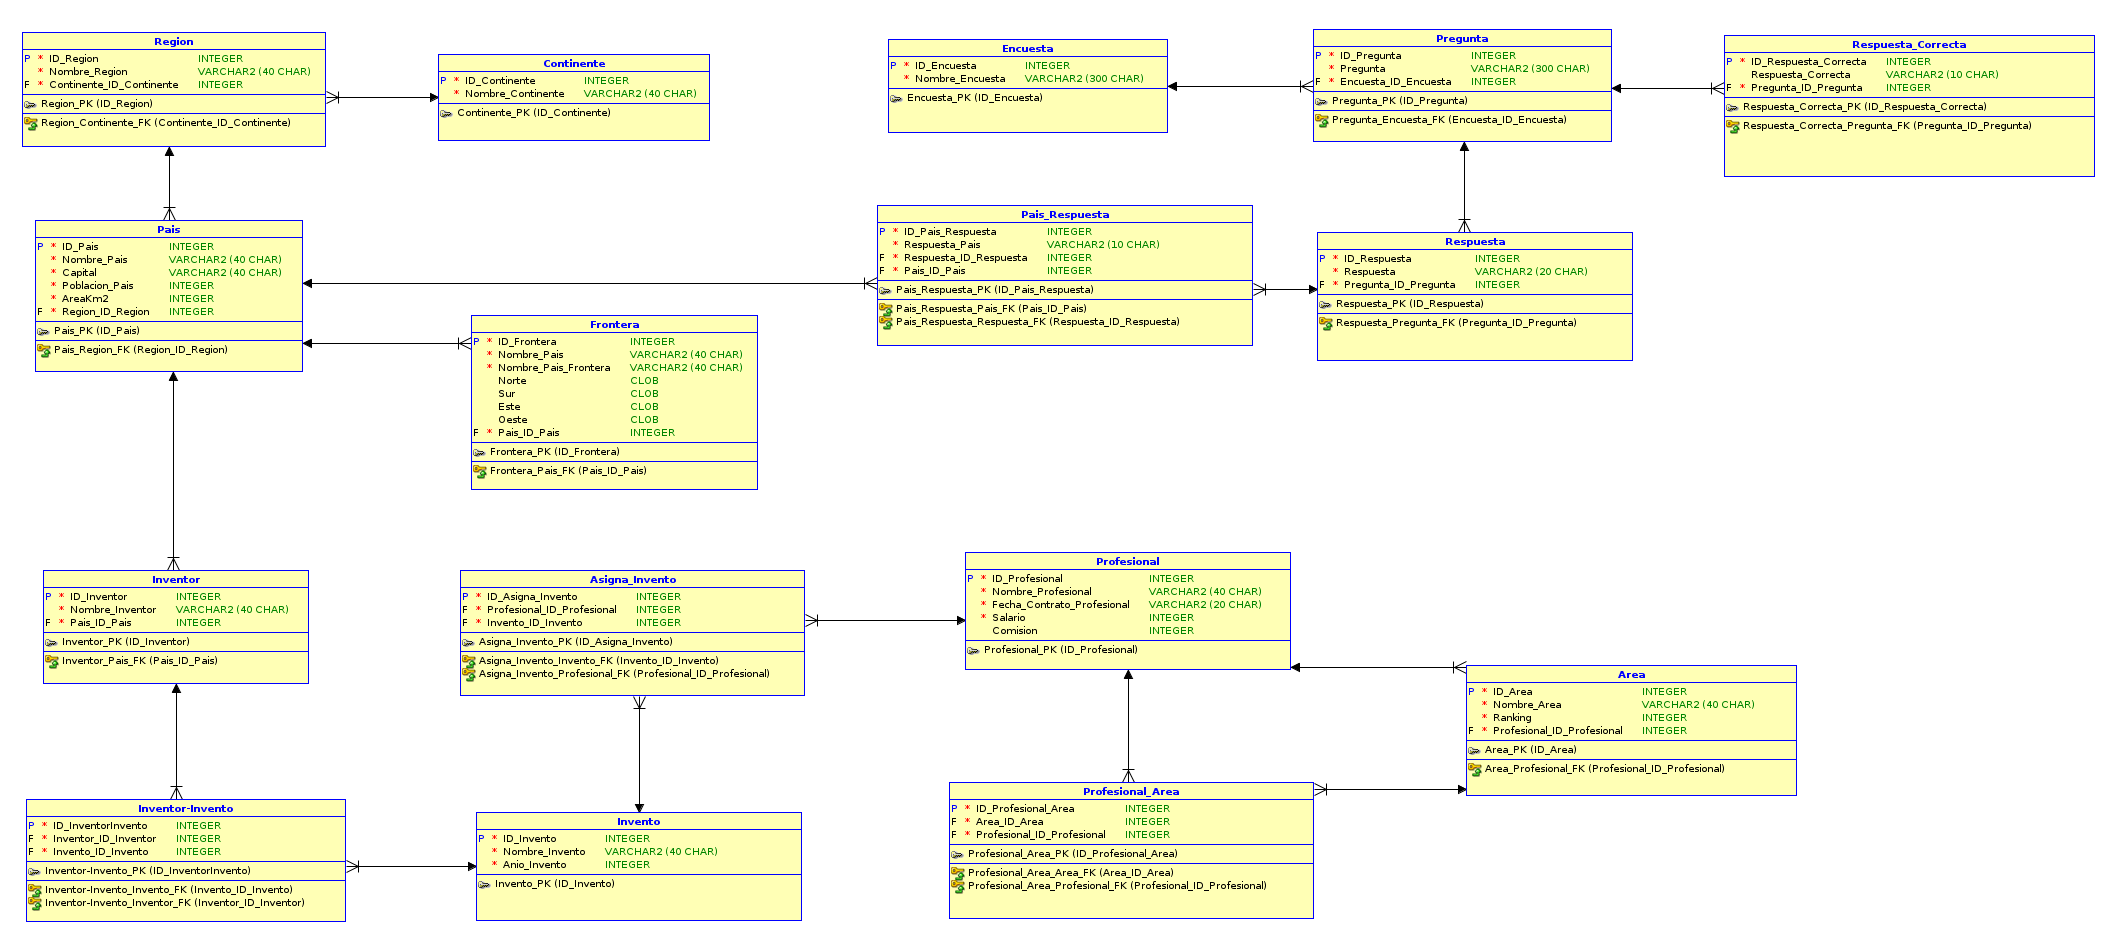 Region
P * ID_Region INTEGER
* Nombre_Region VARCHAR2 (40 CHAR)
F * Continente_ID_Continente INTEGER
Region_PK (ID_Region)
Region_Continente_FK (Continente_ID_Continente)
Continente
P * ID_Continente INTEGER
* Nombre_Continente VARCHAR2 (40 CHAR)
Continente_PK (ID_Continente)
Encuesta
P * ID_Encuesta INTEGER
* Nombre_Encuesta VARCHAR2 (300 CHAR)
Encuesta_PK (ID_Encuesta)
Pregunta
P * ID_Pregunta INTEGER
* Pregunta VARCHAR2 (300 CHAR)
F * Encuesta_ID_Encuesta INTEGER
Pregunta_PK (ID_Pregunta)
Pregunta_Encuesta_FK (Encuesta_ID_Encuesta)
Respuesta_Correcta
P * ID_Respuesta_Correcta INTEGER
Respuesta_Correcta VARCHAR2 (10 CHAR)
F * Pregunta_ID_Pregunta INTEGER
Respuesta_Correcta_PK (ID_Respuesta_Correcta)
Respuesta_Correcta_Pregunta_FK (Pregunta_ID_Pregunta)
Pais
P * ID_Pais INTEGER
* Nombre_Pais VARCHAR2 (40 CHAR)
* Capital VARCHAR2 (40 CHAR)
* Poblacion_Pais INTEGER
* AreaKm2 INTEGER
F * Region_ID_Region INTEGER
Pais_PK (ID_Pais)
Pais_Region_FK (Region_ID_Region)
Pais_Respuesta
P * ID_Pais_Respuesta INTEGER
* Respuesta_Pais VARCHAR2 (10 CHAR)
F * Respuesta_ID_Respuesta INTEGER
F * Pais_ID_Pais INTEGER
Pais_Respuesta_PK (ID_Pais_Respuesta)
Pais_Respuesta_Pais_FK (Pais_ID_Pais)
Pais_Respuesta_Respuesta_FK (Respuesta_ID_Respuesta)
Respuesta
P * ID_Respuesta INTEGER
* Respuesta VARCHAR2 (20 CHAR)
F * Pregunta_ID_Pregunta INTEGER
Respuesta_PK (ID_Respuesta)
Respuesta_Pregunta_FK (Pregunta_ID_Pregunta)
Frontera
P * ID_Frontera INTEGER
* Nombre_Pais VARCHAR2 (40 CHAR)
* Nombre_Pais_Frontera VARCHAR2 (40 CHAR)
Norte CLOB
Sur CLOB
Este CLOB
Oeste CLOB
F * Pais_ID_Pais INTEGER
Frontera_PK (ID_Frontera)
Frontera_Pais_FK (Pais_ID_Pais)
Inventor
P * ID_Inventor INTEGER
* Nombre_Inventor VARCHAR2 (40 CHAR)
F * Pais_ID_Pais INTEGER
Inventor_PK (ID_Inventor)
Inventor_Pais_FK (Pais_ID_Pais)
Asigna_Invento
P * ID_Asigna_Invento INTEGER
F * Profesional_ID_Profesional INTEGER
F * Invento_ID_Invento INTEGER
Asigna_Invento_PK (ID_Asigna_Invento)
Asigna_Invento_Invento_FK (Invento_ID_Invento)
Asigna_Invento_Profesional_FK (Profesional_ID_Profesional)
Profesional
P * ID_Profesional INTEGER
* Nombre_Profesional VARCHAR2 (40 CHAR)
* Fecha_Contrato_Profesional VARCHAR2 (20 CHAR)
* Salario INTEGER
Comision INTEGER
Profesional_PK (ID_Profesional)
Area
P * ID_Area INTEGER
* Nombre_Area VARCHAR2 (40 CHAR)
* Ranking INTEGER
F * Profesional_ID_Profesional INTEGER
Area_PK (ID_Area)
Area_Profesional_FK (Profesional_ID_Profesional)
Inventor-Invento
P * ID_InventorInvento INTEGER
F * Inventor_ID_Inventor INTEGER
F * Invento_ID_Invento INTEGER
Inventor-Invento_PK (ID_InventorInvento)
Inventor-Invento_Invento_FK (Invento_ID_Invento)
Inventor-Invento_Inventor_FK (Inventor_ID_Inventor)
Invento
P * ID_Invento INTEGER
* Nombre_Invento VARCHAR2 (40 CHAR)
* Anio_Invento INTEGER
Invento_PK (ID_Invento)
Profesional_Area
P * ID_Profesional_Area INTEGER
F * Area_ID_Area INTEGER
F * Profesional_ID_Profesional INTEGER
Profesional_Area_PK (ID_Profesional_Area)
Profesional_Area_Area_FK (Area_ID_Area)
Profesional_Area_Profesional_FK (Profesional_ID_Profesional)